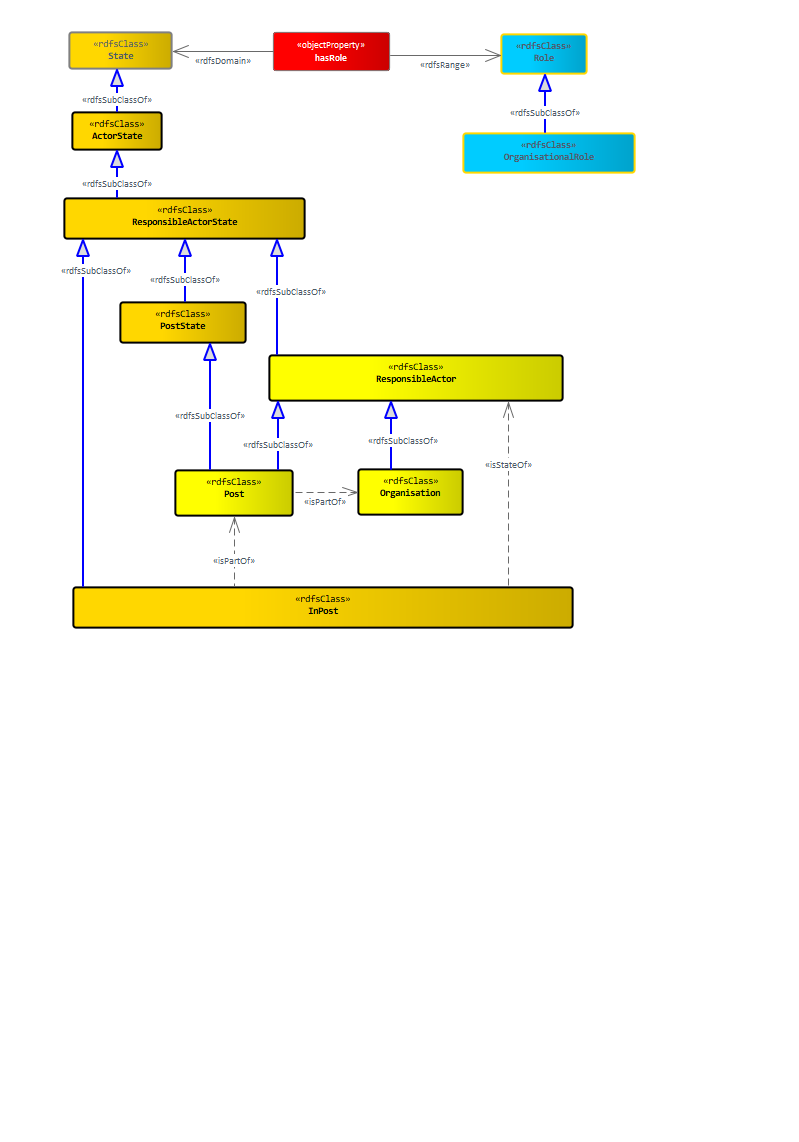 «rdfsClass»
State
«objectProperty»
hasRole
«rdfsClass»
Role
«rdfsDomain»
«rdfsRange»
«rdfsSubClassOf»
«rdfsSubClassOf»
«rdfsClass»
ActorState
«rdfsClass»
OrganisationalRole
«rdfsSubClassOf»
«rdfsClass»
ResponsibleActorState
«rdfsSubClassOf»
«rdfsSubClassOf»
«rdfsSubClassOf»
«rdfsClass»
PostState
«rdfsClass»
ResponsibleActor
«rdfsSubClassOf»
«rdfsSubClassOf»
«rdfsSubClassOf»
«isStateOf»
«rdfsClass»
Post
«rdfsClass»
Organisation
«isPartOf»
«isPartOf»
«rdfsClass»
InPost